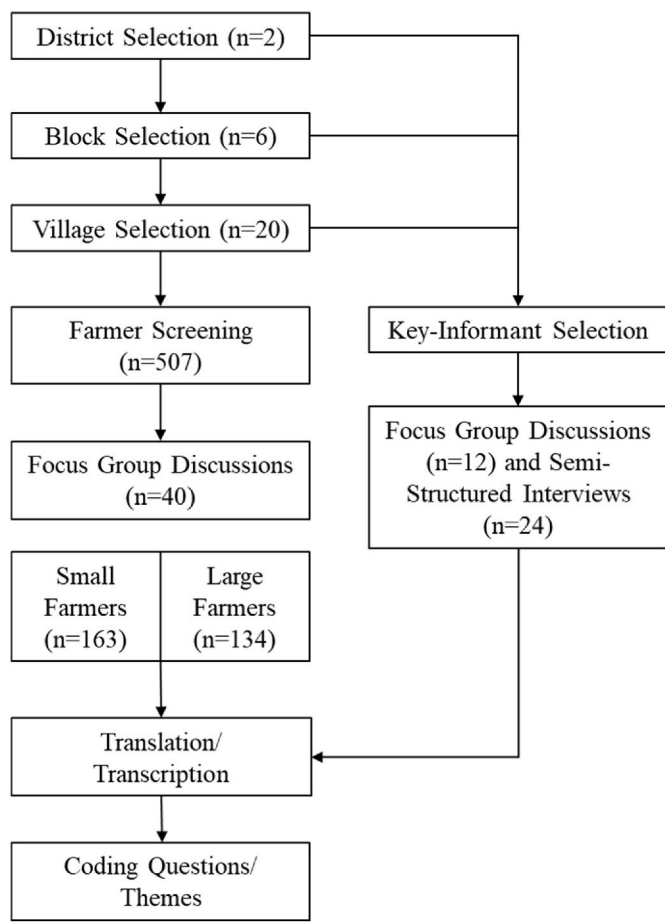 District Selection (n=2)
Block Selection (n=6)
Village Selection (n=20)
Farmer Screening
(n=507)
Key-Informant Selection
Focus Group Discussions
(n=40)
Focus Group Discussions
(n=12) and Semi-
Structured Interviews
(n=24)
Small
Farmers
(n=163)
Large
Farmers
(n=134)
Translation/
Transcription
Coding Questions/
Themes